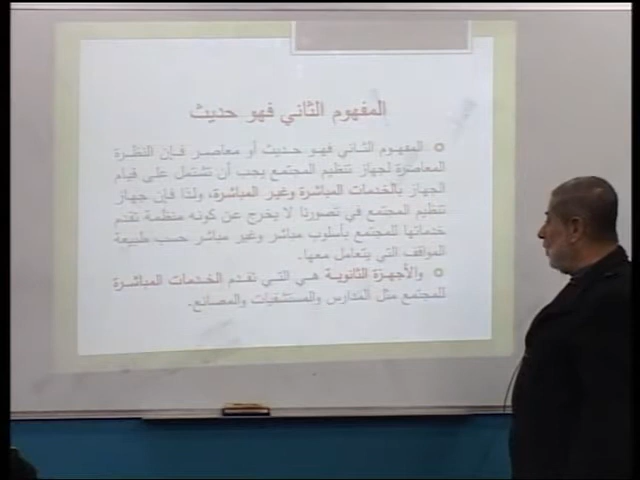 المفهوم الثاني فهو حديث
المفهوم الثاني فهو حديث أو معاصر فإن النظرة
المعاصرة لجهاز تنظيم المجتمع يجب أن تشتمل على قيام
الجهاز بالخدمات المباشرة وغير المباشرة، ولذا فإن جهاز
تنظيم المجتمع في تصورنا لا يخرج عن كونه منظمة تقدم
خدماتها للمجتمع بأسلوب مباشر وغير مباشر حسب طبيعة
المواقف التي يتعامل معها.
والأجهزة الثانوية هي التي تقدم الخدمات المباشرة
للمجتمع مثل المدارس والمستشفيات والمصانع.